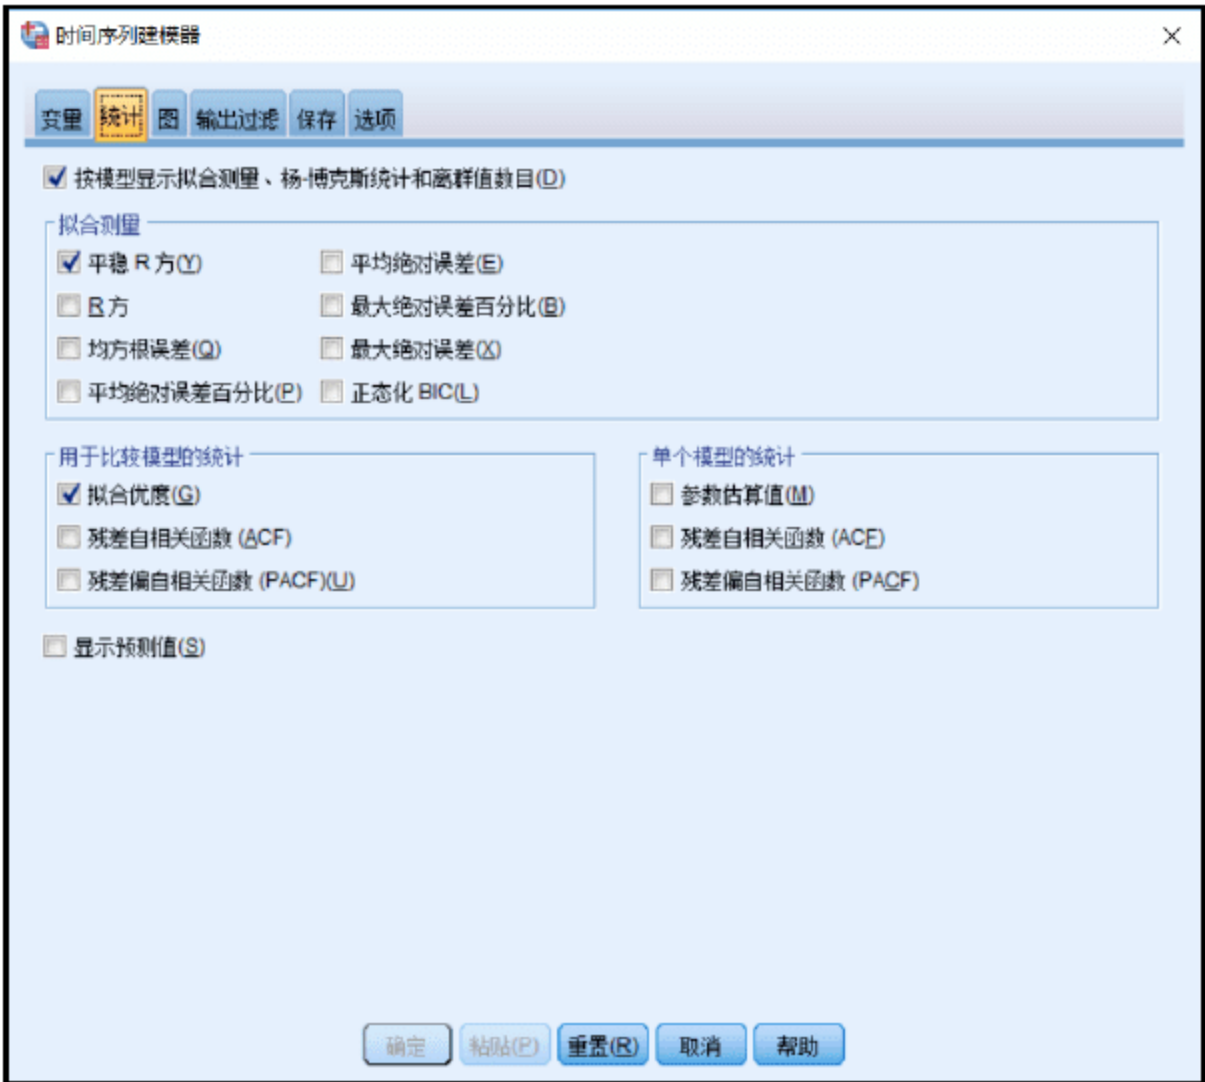 时间序列建模器
变量 统计 图 输出过滤 保存 选项
按模型显示拟合测量、杨-博克斯统计和离群值数目(D)
拟合测量
平稳 R 方(Y) 平均绝对误差(E)
R 方 最大绝对误差百分比(B)
均方根误差(Q) 最大绝对误差(X)
平均绝对误差百分比(P) 正态化 BIC(L)
用于比较模型的统计 单个模型的统计
拟合优度(G) 参数估算值(M)
残差自相关函数 (ACF) 残差自相关函数 (ACF)
残差偏自相关函数 (PACF)(U) 残差偏自相关函数 (PACF)
显示预测值(S)
确定 粘贴(P) 重置(R) 取消 帮助